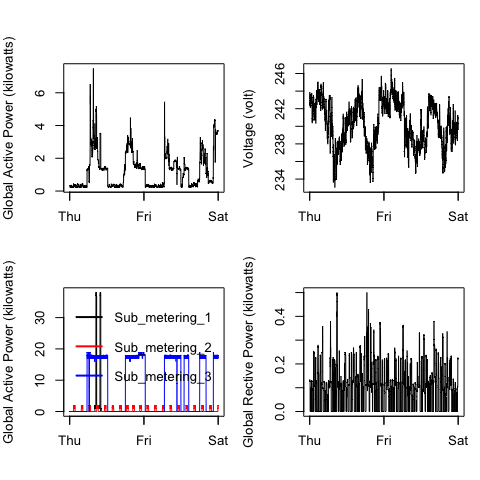 Global Active Power (kilowatts)
6
4
2
0
Thu Fri Sat
Voltage (volt)
246
242
238
234
Thu Fri Sat
Global Active Power (kilowatts)
30
20
10
0
Sub_metering_1
Sub_metering_2
Sub_metering_3
Thu Fri Sat
Global Rective Power (kilowatts)
0.4
0.2
0.0
Thu Fri Sat